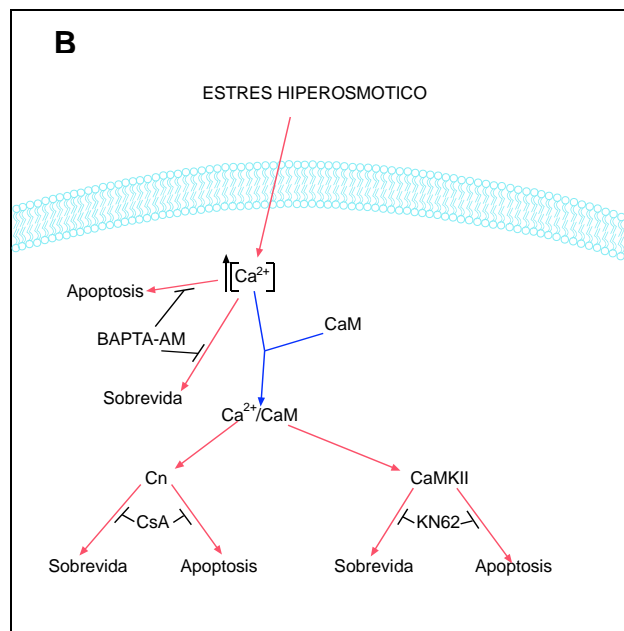 B
ESTRES HIPEROSMOTICO
[Ca²⁺]
Apoptosis
BAPTA-AM
CaM
Sobrevida
Ca²⁺/CaM
Cn
CaMKII
CsA
KN62
Sobrevida
Apoptosis
Sobrevida
Apoptosis